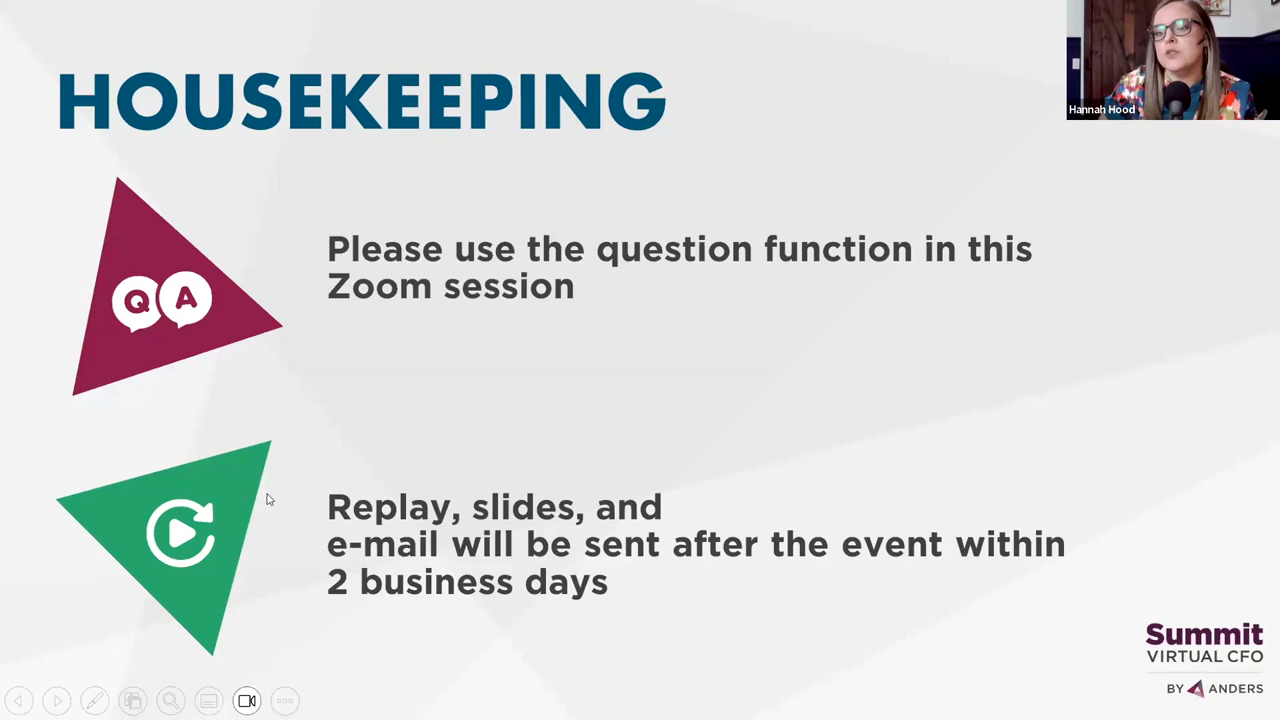 HOUSEKEEPING
Hannah Hood
Q A
Please use the question function in this
Zoom session
Replay, slides, and
e-mail will be sent after the event within
2 business days
Summit
VIRTUAL CFO
BY ANDERS